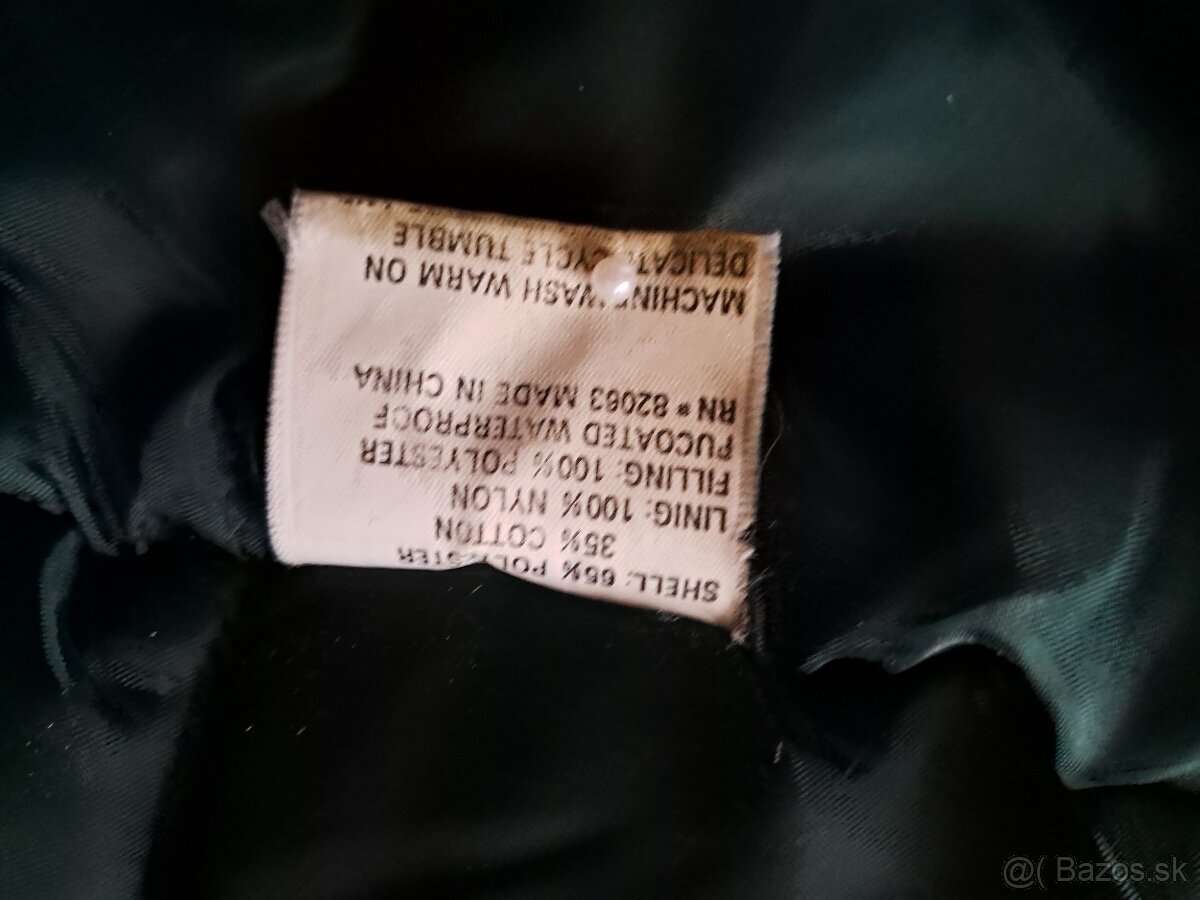 SHELL: 65% POLYESTER
35% COTTON
LINIG: 100% NYLON
FILLING: 100% POLYESTER
PUCOATED WATERPROOF
RN # 82063 MADE IN CHINA
MACHINE WASH WARM ON
DELICATE CYCLE TUMBLE
@( Bazos.sk